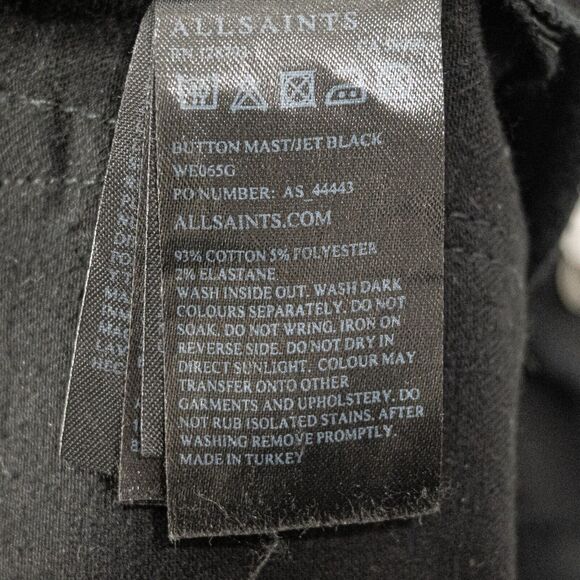 ALLSAINTS
BUTTON MAST/JET BLACK
WE065G
PO NUMBER: AS_44443
ALLSAINTS.COM
93% COTTON 5% POLYESTER
2% ELASTANE
WASH INSIDE OUT. WASH DARK
COLOURS SEPARATELY. DO NOT
SOAK. DO NOT WRING. IRON ON
REVERSE SIDE. DO NOT DRY IN
DIRECT SUNLIGHT. COLOUR MAY
TRANSFER ONTO OTHER
GARMENTS AND UPHOLSTERY. DO
NOT RUB ISOLATED STAINS. AFTER
WASHING REMOVE PROMPTLY.
MADE IN TURKEY